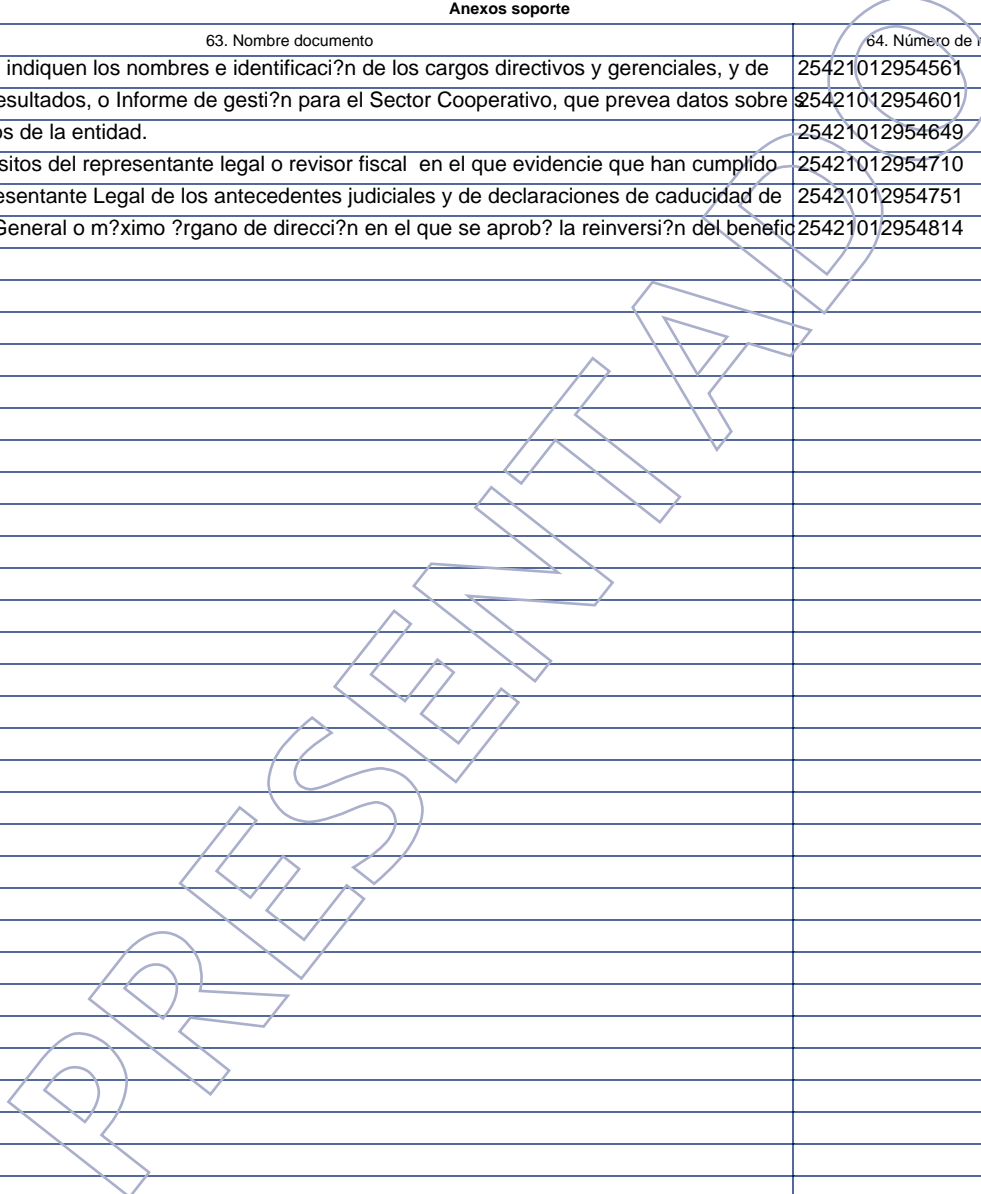 Anexos soporte
63. Nombre documento 64. Número de
indiquen los nombres e identificaci?n de los cargos directivos y gerenciales, y de 25421012954561
esultados, o Informe de gesti?n para el Sector Cooperativo, que prevea datos sobre s 25421012954601
os de la entidad. 25421012954649
sitos del representante legal o revisor fiscal en el que evidencie que han cumplido 25421012954710
esentante Legal de los antecedentes judiciales y de declaraciones de caducidad de 25421012954751
General o m?ximo ?rgano de direcci?n en el que se aprob? la reinversi?n del benefic 25421012954814
PRESENTADO